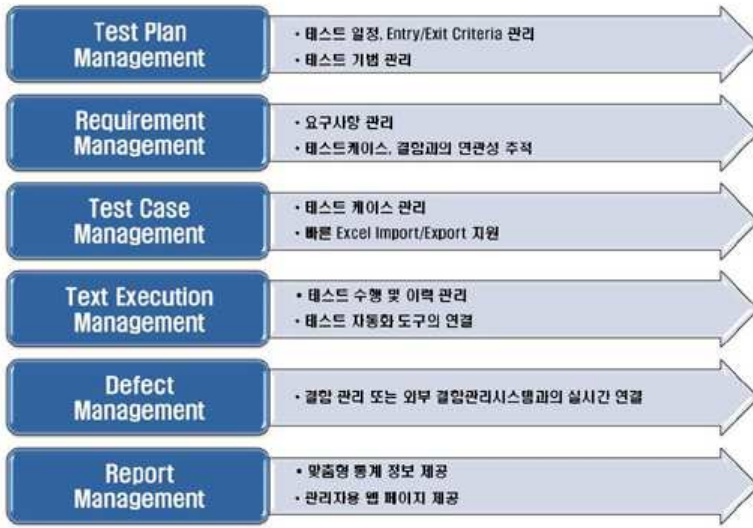 Test Plan
Management
• 테스트 일정, Entry/Exit Criteria 관리
• 테스트 기법 관리
Requirement
Management
• 요구사항 관리
• 테스트케이스, 결함과의 연관성 추적
Test Case
Management
• 테스트 케이스 관리
• 빠른 Excel Import/Export 지원
Text Execution
Management
• 테스트 수행 및 이력 관리
• 테스트 자동화 도구의 연결
Defect
Management
• 결함 관리 또는 외부 결함관리시스템과의 실시간 연결
Report
Management
• 맞춤형 통계 정보 제공
• 관리자용 웹 페이지 제공